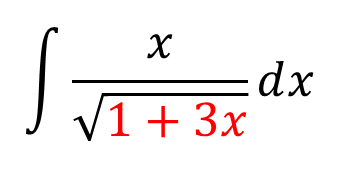 ∫ x / √(1 + 3x) dx